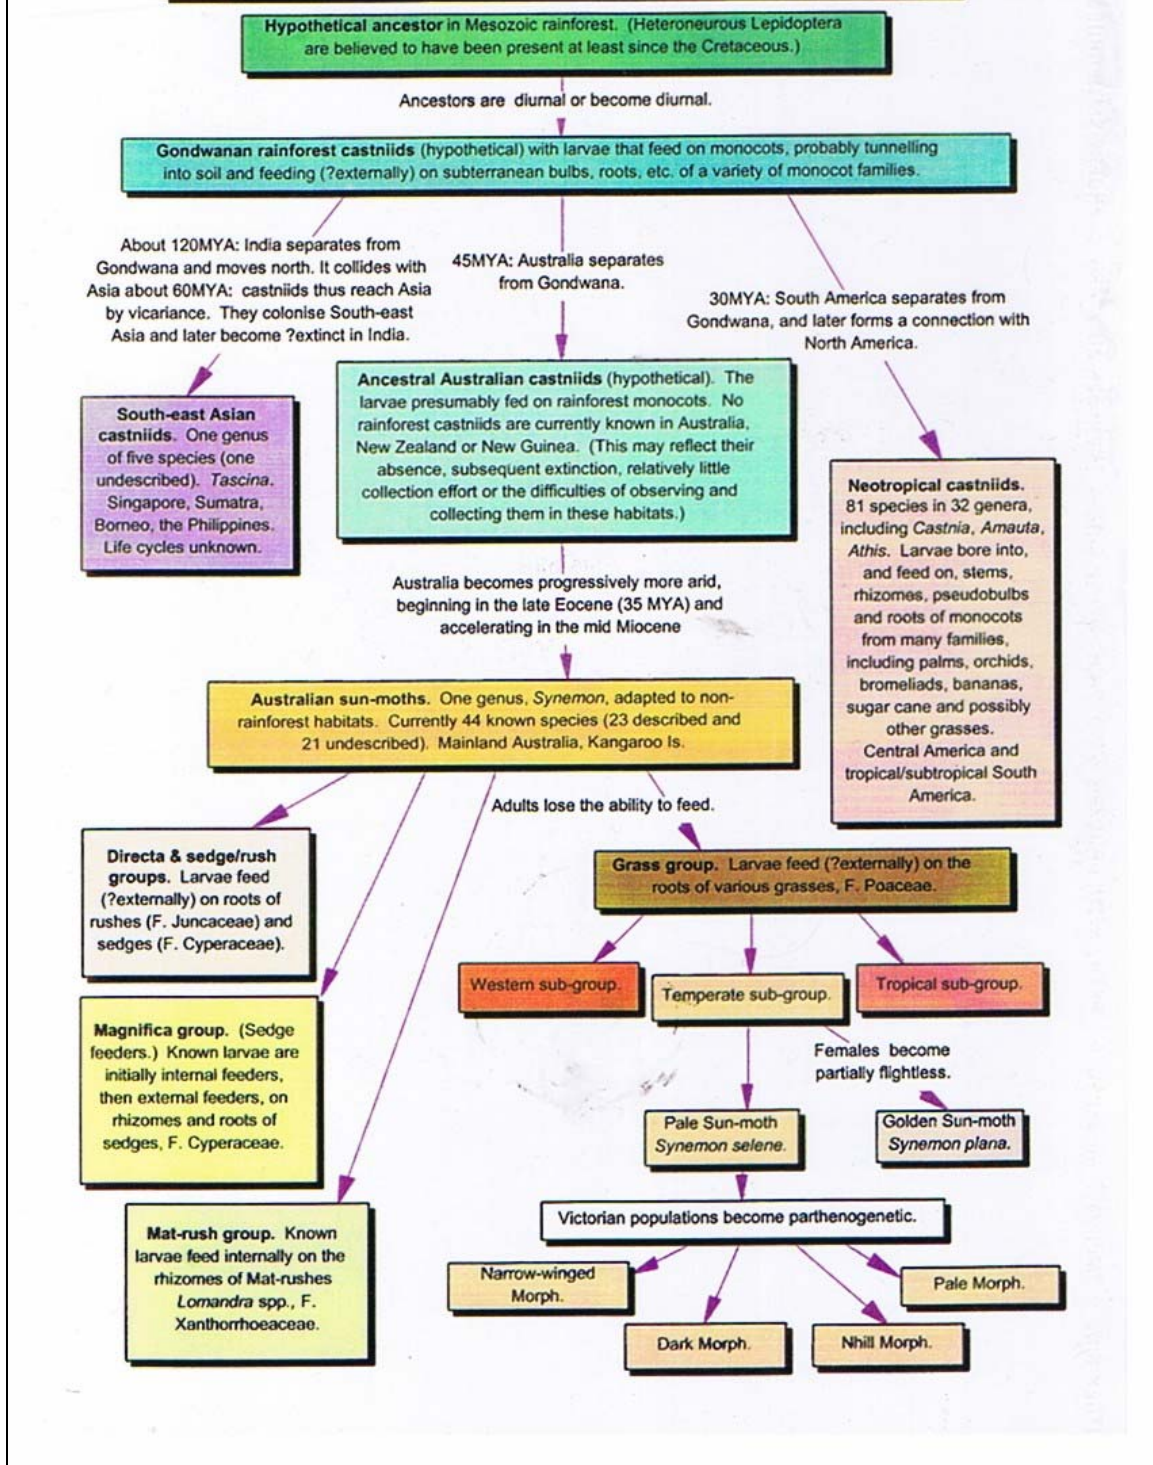 Hypothetical ancestor in Mesozoic rainforest. (Heteroneurous Lepidoptera
are believed to have been present at least since the Cretaceous.)
Ancestors are diurnal or become diurnal.
Gondwanan rainforest castniids (hypothetical) with larvae that feed on monocots, probably tunnelling
into soil and feeding (?externally) on subterranean bulbs, roots, etc. of a variety of monocot families.
About 120MYA: India separates from
Gondwana and moves north. It collides with
Asia about 60MYA: castniids thus reach Asia
by vicariance. They colonise South-east
Asia and later become ?extinct in India.
45MYA: Australia separates
from Gondwana.
30MYA: South America separates from
Gondwana, and later forms a connection with
North America.
South-east Asian
castniids. One genus
of five species (one
undescribed). Tascina.
Singapore, Sumatra,
Borneo, the Philippines.
Life cycles unknown.
Ancestral Australian castniids (hypothetical). The
larvae presumably fed on rainforest monocots. No
rainforest castniids are currently known in Australia,
New Zealand or New Guinea. (This may reflect their
absence, subsequent extinction, relatively little
collection effort or the difficulties of observing and
collecting them in these habitats.)
Neotropical castniids.
81 species in 32 genera,
including Castnia, Amauta,
Athis. Larvae bore into,
and feed on, stems,
rhizomes, pseudobulbs
and roots of monocots
from many families,
including palms, orchids,
bromeliads, bananas,
sugar cane and possibly
other grasses.
Central America and
tropical/subtropical South
America.
Australia becomes progressively more arid,
beginning in the late Eocene (35 MYA) and
accelerating in the mid Miocene
Australian sun-moths. One genus, Synemon, adapted to non-
rainforest habitats. Currently 44 known species (23 described and
21 undescribed). Mainland Australia, Kangaroo Is.
Adults lose the ability to feed.
Directa & sedge/rush
groups. Larvae feed
(?externally) on roots of
rushes (F. Juncaceae) and
sedges (F. Cyperaceae).
Grass group. Larvae feed (?externally) on the
roots of various grasses, F. Poaceae.
Western sub-group.
Temperate sub-group.
Tropical sub-group.
Magnifica group. (Sedge
feeders.) Known larvae are
initially internal feeders,
then external feeders, on
rhizomes and roots of
sedges, F. Cyperaceae.
Females become
partially flightless.
Pale Sun-moth
Synemon selene.
Golden Sun-moth
Synemon plana.
Mat-rush group. Known
larvae feed internally on the
rhizomes of Mat-rushes
Lomandra spp., F.
Xanthorrhoeaceae.
Victorian populations become parthenogenetic.
Narrow-winged
Morph.
Pale Morph.
Dark Morph.
Nhill Morph.